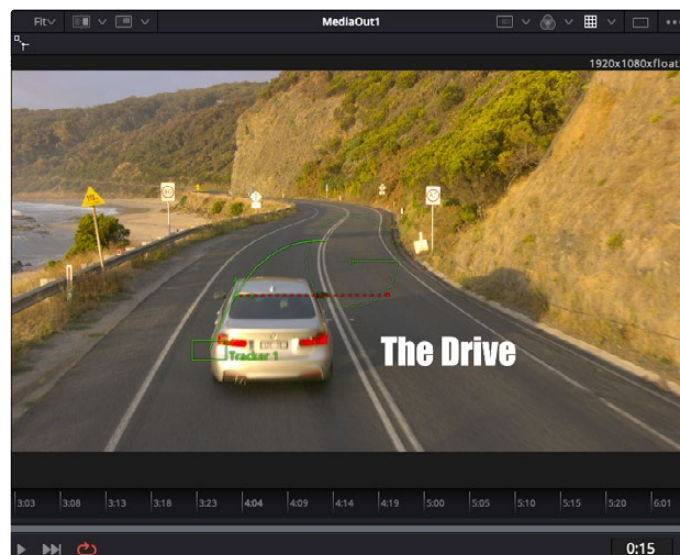 Fit MediaOut1
1920x1080xfloat
Tracker 1
The Drive
3:03 3:08 3:13 3:18 3:23 4:04 4:09 4:14 4:19 5:00 5:05 5:10 5:15 5:20 6:01
0:15